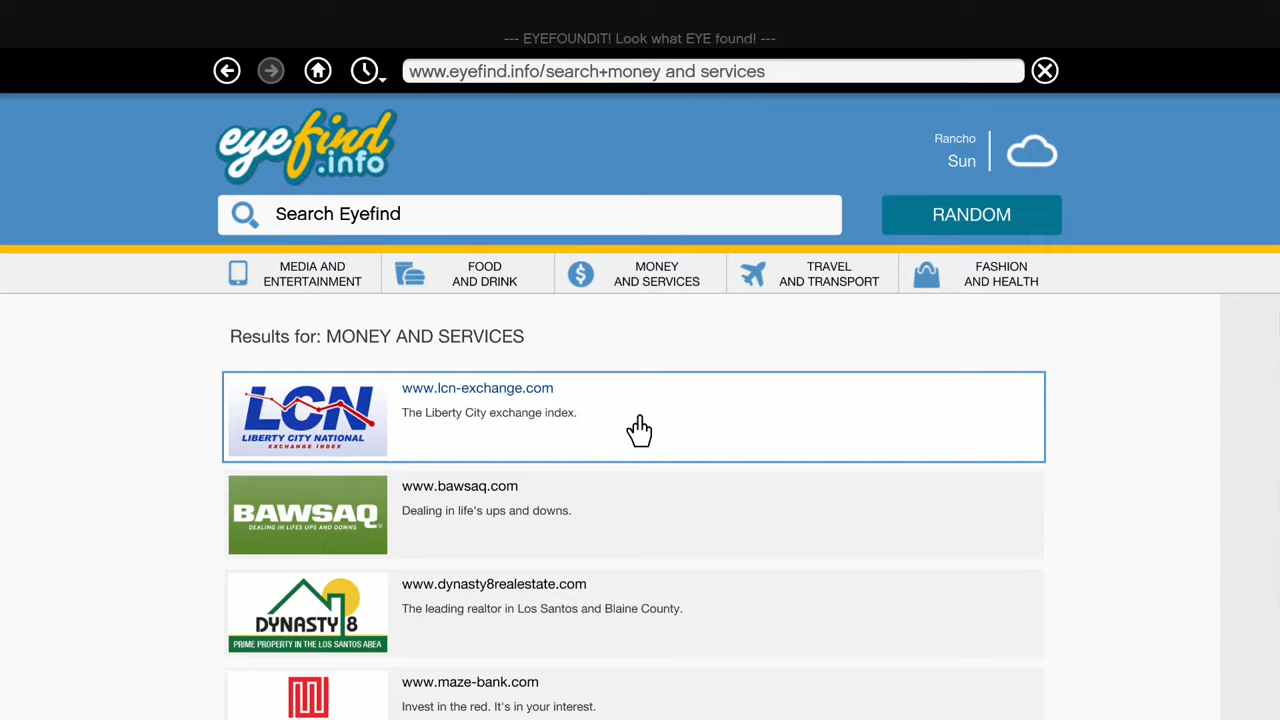 --- EYEFOUNDIT! Look what EYE found! ---
www.eyefind.info/search+money and services
eyefind
.info
Rancho
Sun
Search Eyefind
RANDOM
MEDIA AND
ENTERTAINMENT
FOOD
AND DRINK
MONEY
AND SERVICES
TRAVEL
AND TRANSPORT
FASHION
AND HEALTH
Results for: MONEY AND SERVICES
LCN
LIBERTY CITY NATIONAL
EXCHANGE INDEX
www.lcn-exchange.com
The Liberty City exchange index.
BAWSAQ
DEALING IN LIFES UPS AND DOWNS
www.bawsaq.com
Dealing in life's ups and downs.
DYNASTY 8
PRIME PROPERTY IN THE LOS SANTOS AREA
www.dynasty8realestate.com
The leading realtor in Los Santos and Blaine County.
www.maze-bank.com
Invest in the red. It's in your interest.